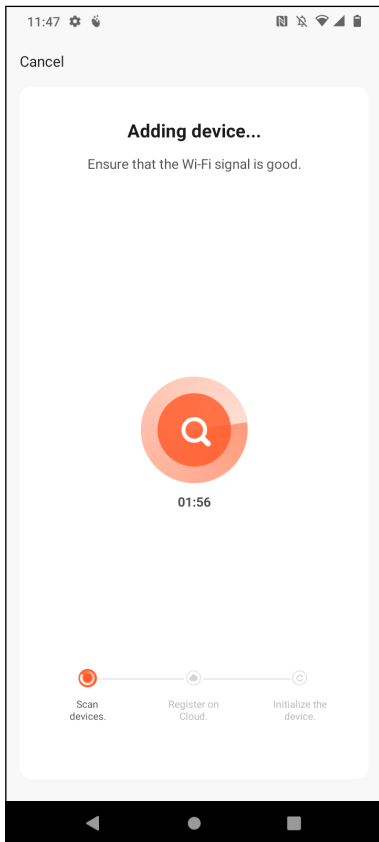 11:47
Cancel
Adding device...
Ensure that the Wi-Fi signal is good.
01:56
Scan
devices.
Register on
Cloud.
Initialize the
device.